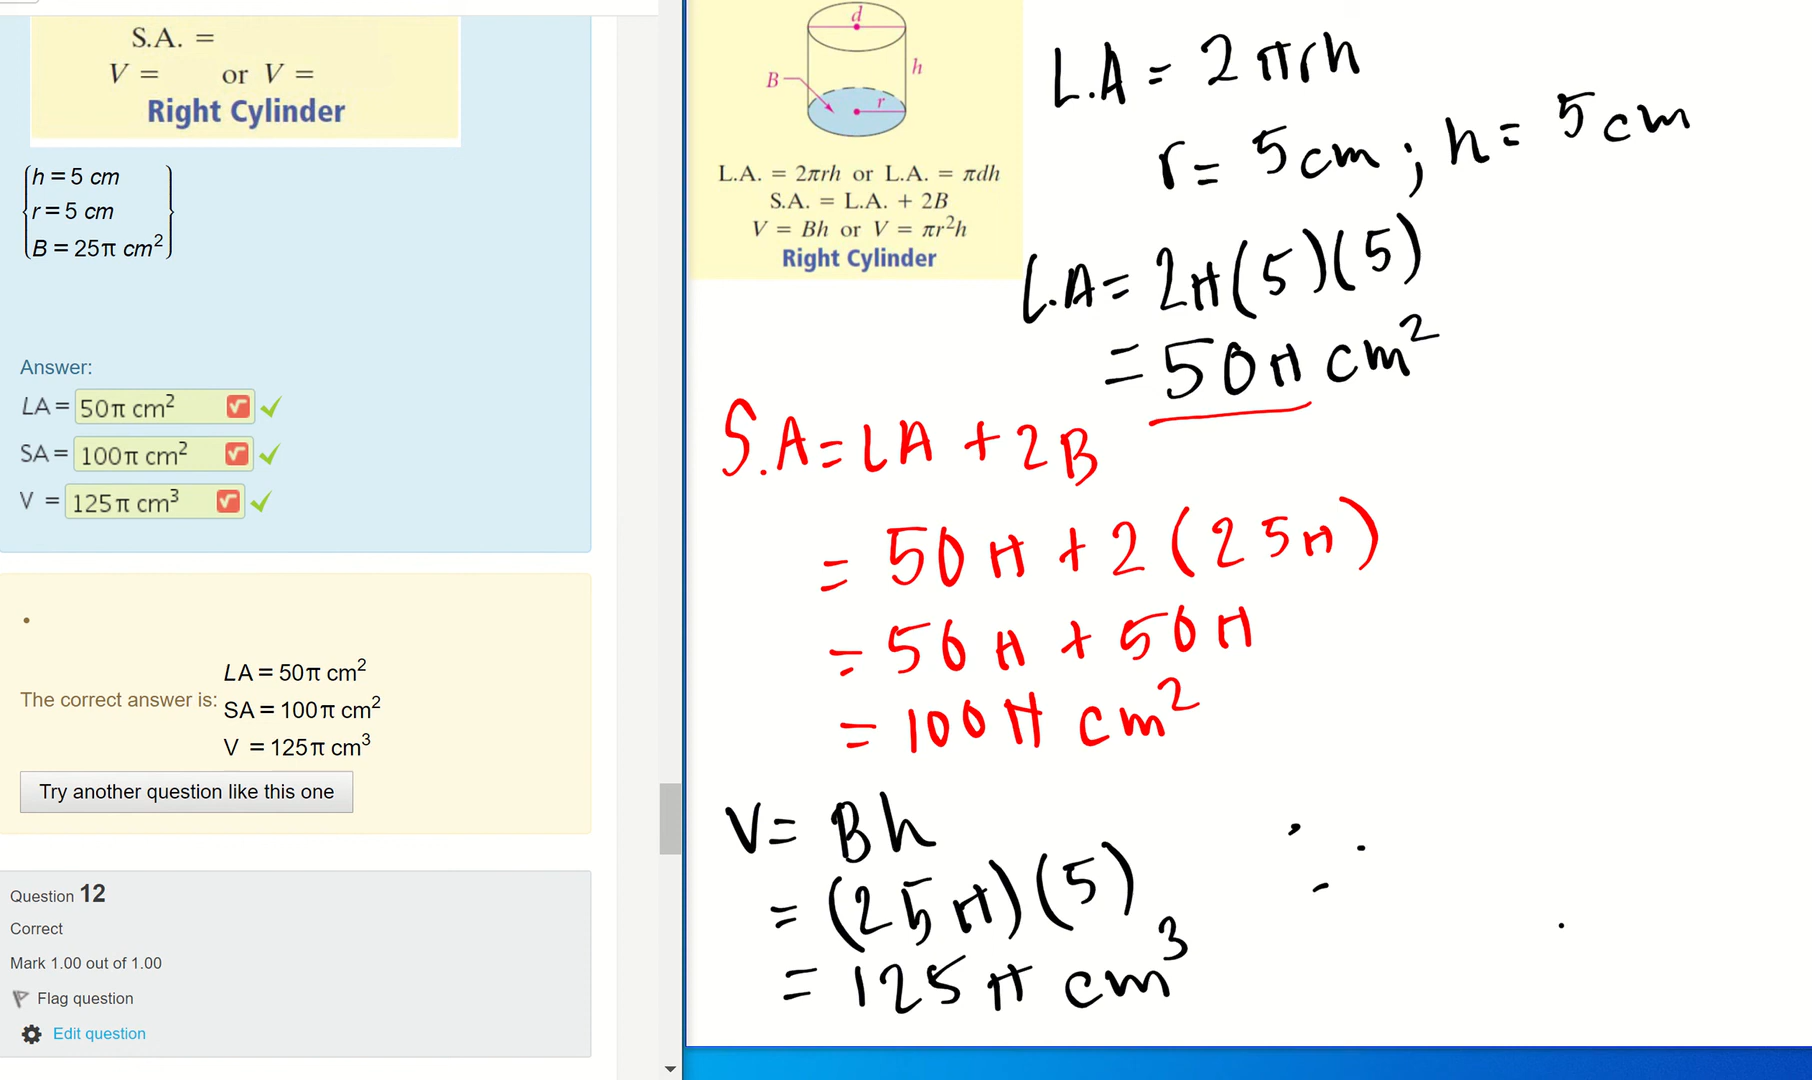 S.A. =
V = or V =
Right Cylinder
h = 5 cm
r = 5 cm
B = 25π cm²
Answer:
LA = 50π cm²
SA = 100π cm²
V = 125π cm³
The correct answer is:
LA = 50π cm²
SA = 100π cm²
V = 125π cm³
Try another question like this one
Question 12
Correct
Mark 1.00 out of 1.00
Flag question
Edit question
d
h
B
r
L.A. = 2πrh or L.A. = πdh
S.A. = L.A. + 2B
V = Bh or V = πr²h
Right Cylinder
L.A = 2πrh
r = 5cm ; h = 5cm
L.A = 2π(5)(5)
= 50π cm²
S.A = LA + 2B
= 50π + 2(25π)
= 50π + 50π
= 100π cm²
V = Bh
= (25π)(5)
= 125π cm³